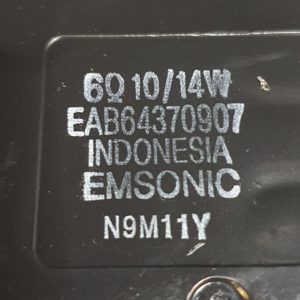 6Ω 10/14W
EAB64370907
INDONESIA
EMSONIC
N9M11Y